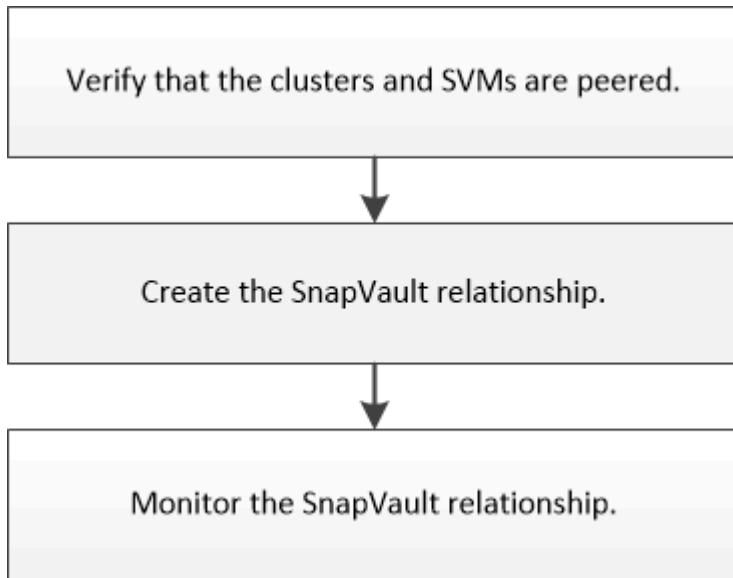 Verify that the clusters and SVMs are peered.
Create the SnapVault relationship.
Monitor the SnapVault relationship.